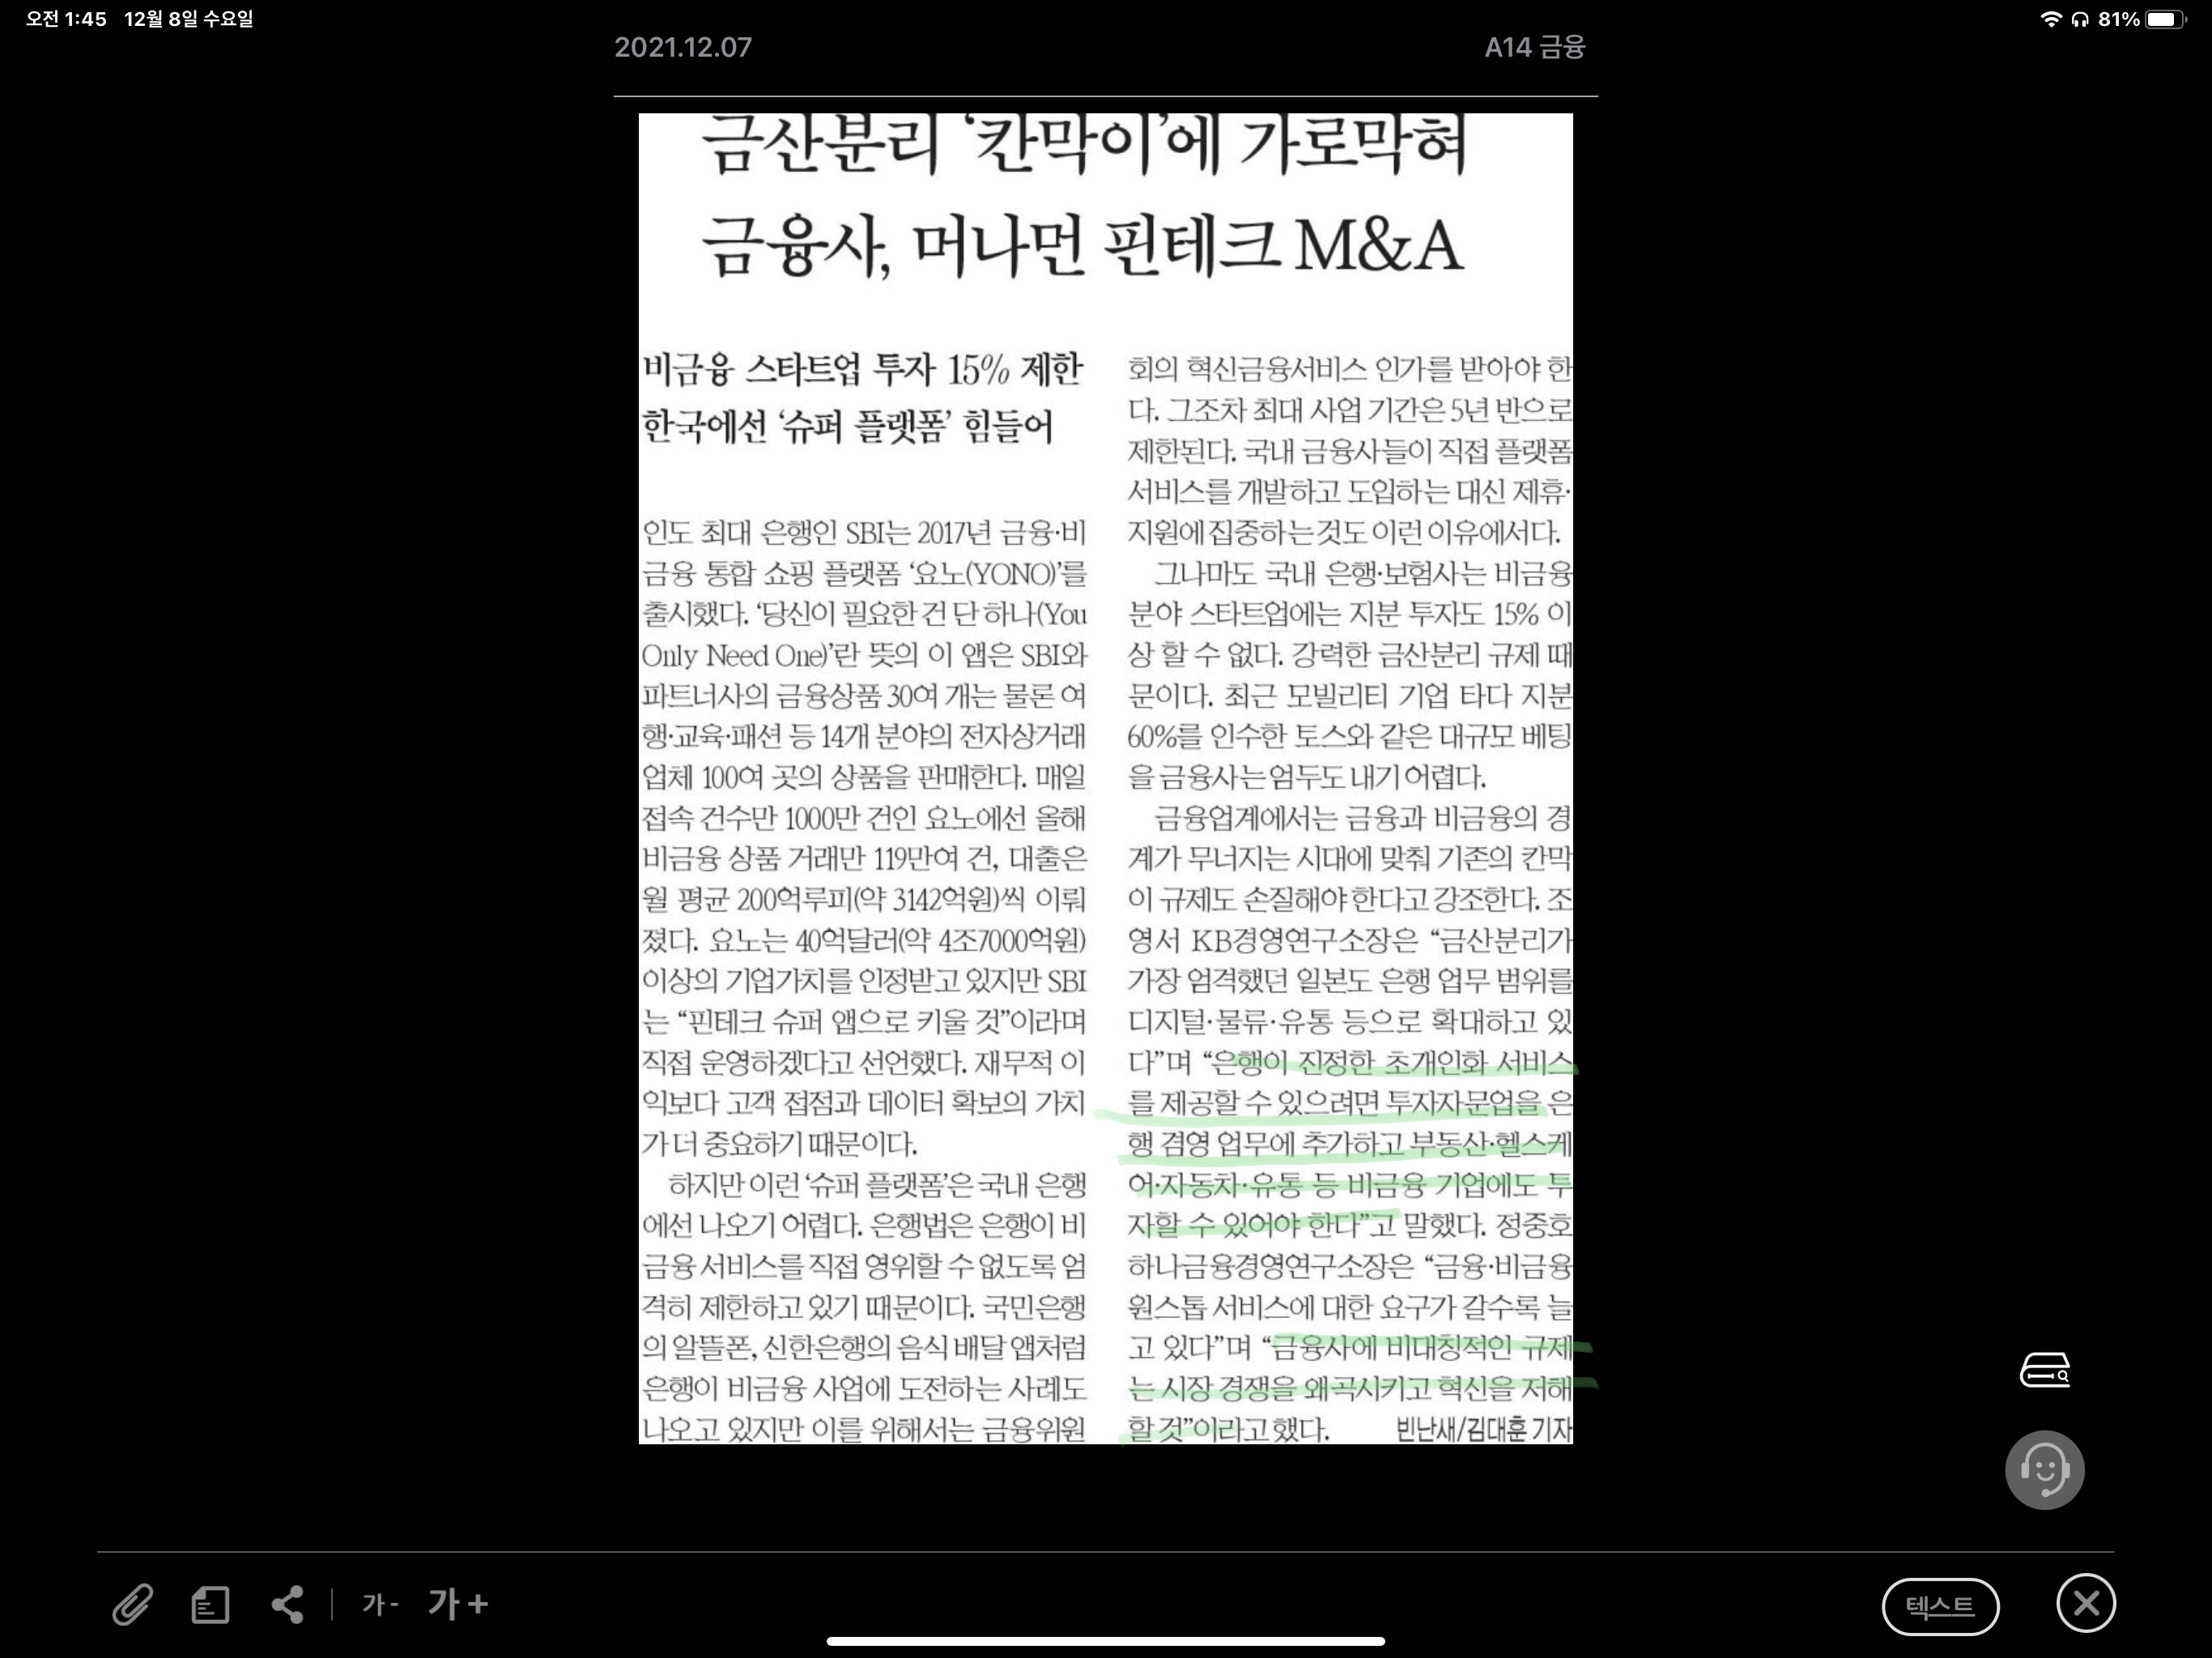 오전 1:45 12월 8일 수요일
81%
2021.12.07
A14 금융
금산분리 ‘칸막이’에 가로막혀
금융사, 머나먼 핀테크 M&A
비금융 스타트업 투자 15% 제한
한국에선 ‘슈퍼 플랫폼’ 힘들어
인도 최대 은행인 SBI는 2017년 금융·비
금융 통합 쇼핑 플랫폼 ‘요노(YONO)’를
출시했다. ‘당신이 필요한 건 단 하나(You
Only Need One)’란 뜻의 이 앱은 SBI와
파트너사의 금융상품 30여 개는 물론 여
행·교육·패션 등 14개 분야의 전자상거래
업체 100여 곳의 상품을 판매한다. 매일
접속 건수만 1000만 건인 요노에선 올해
비금융 상품 거래만 119만여 건, 대출은
월 평균 200억루피(약 3142억원)씩 이뤄
졌다. 요노는 40억달러(약 4조7000억원)
이상의 기업가치를 인정받고 있지만 SBI
는 “핀테크 슈퍼 앱으로 키울 것”이라며
직접 운영하겠다고 선언했다. 재무적 이
익보다 고객 접점과 데이터 확보의 가치
가 더 중요하기 때문이다.
하지만 이런 ‘슈퍼 플랫폼’은 국내 은행
에선 나오기 어렵다. 은행법은 은행이 비
금융 서비스를 직접 영위할 수 없도록 엄
격히 제한하고 있기 때문이다. 국민은행
의 알뜰폰, 신한은행의 음식 배달 앱처럼
은행이 비금융 사업에 도전하는 사례도
나오고 있지만 이를 위해서는 금융위원
회의 혁신금융서비스 인가를 받아야 한
다. 그조차 최대 사업 기간은 5년 반으로
제한된다. 국내 금융사들이 직접 플랫폼
서비스를 개발하고 도입하는 대신 제휴·
지원에 집중하는 것도 이런 이유에서다.
그나마도 국내 은행·보험사는 비금융
분야 스타트업에는 지분 투자도 15% 이
상 할 수 없다. 강력한 금산분리 규제 때
문이다. 최근 모빌리티 기업 타다 지분
60%를 인수한 토스와 같은 대규모 베팅
을 금융사는 엄두도 내기 어렵다.
금융업계에서는 금융과 비금융의 경
계가 무너지는 시대에 맞춰 기존의 칸막
이 규제도 손질해야 한다고 강조한다. 조
영서 KB경영연구소장은 “금산분리가
가장 엄격했던 일본도 은행 업무 범위를
디지털·물류·유통 등으로 확대하고 있
다”며 “은행이 진정한 초개인화 서비스
를 제공할 수 있으려면 투자자문업을 은
행 겸영 업무에 추가하고 부동산·헬스케
어·자동차·유통 등 비금융 기업에도 투
자할 수 있어야 한다”고 말했다. 정중호
하나금융경영연구소장은 “금융·비금융
원스톱 서비스에 대한 요구가 갈수록 늘
고 있다”며 “금융사에 비대칭적인 규제
는 시장 경쟁을 왜곡시키고 혁신을 저해
할 것”이라고 했다. 빈난새/김대훈 기자
가 - 가 +
텍스트